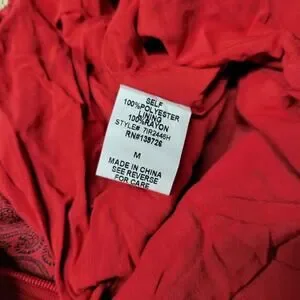 SELF
100%POLYESTER
LINING
100%RAYON
STYLE# 7IR2446H
RN#139726
M
MADE IN CHINA
SEE REVERSE
FOR CARE